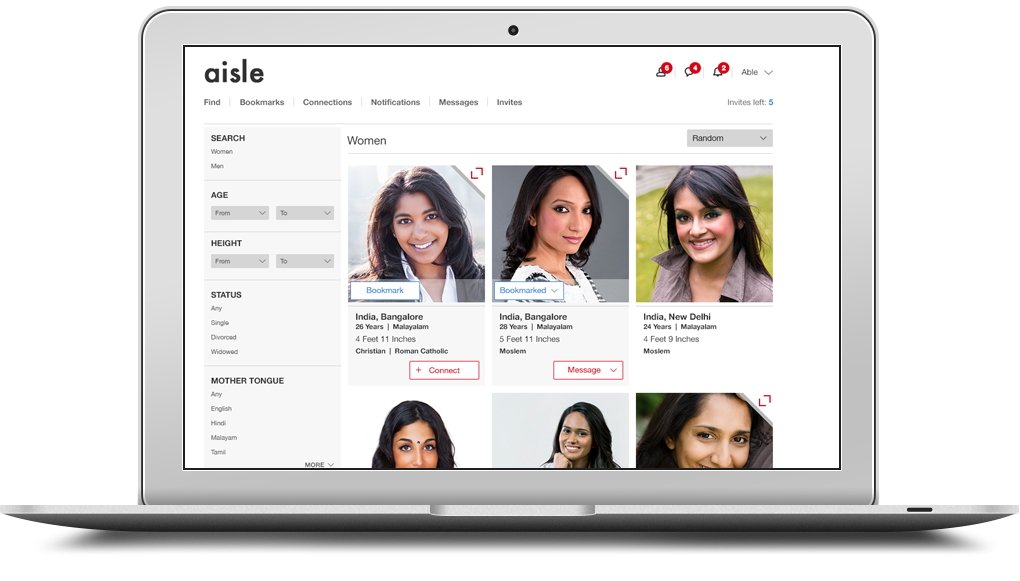 aisle
6 4 2 Able
Find Bookmarks Connections Notifications Messages Invites Invites left: 5
SEARCH
Women
Men
AGE
From To
HEIGHT
From To
STATUS
Any
Single
Divorced
Widowed
MOTHER TONGUE
Any
English
Hindi
Malayam
Tamil
MORE
Women Random
Bookmark Bookmarked
India, Bangalore
26 Years | Malayalam
4 Feet 11 Inches
Christian | Roman Catholic
+ Connect
India, Bangalore
28 Years | Malayalam
5 Feet 11 Inches
Moslem
Message
India, New Delhi
24 Years | Malayalam
4 Feet 9 Inches
Moslem